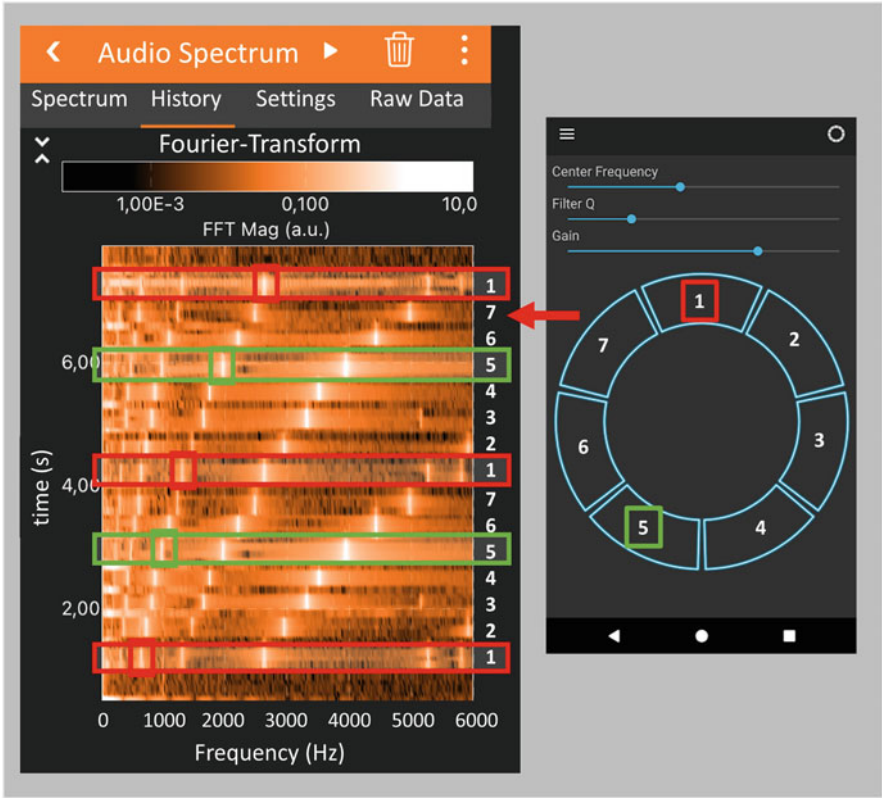 Audio Spectrum
Spectrum History Settings Raw Data
Fourier-Transform
1,00E-3 0,100 10,0
FFT Mag (a.u.)
1
7
6
6,00
5
4
3
2
1
4,00
7
6
5
4
3
2,00
2
1
time (s)
0 1000 2000 3000 4000 5000 6000
Frequency (Hz)
Center Frequency
Filter Q
Gain
1
2
3
4
5
6
7